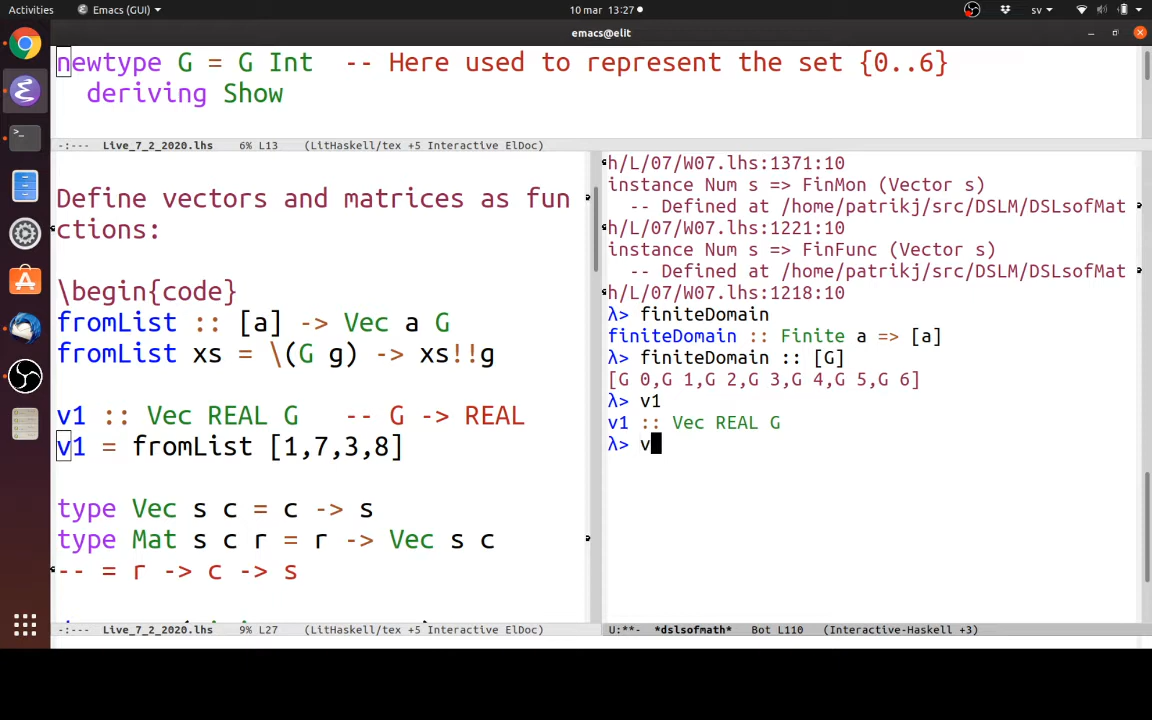 Activities
Emacs (GUI)
10 mar 13:27
sv
emacs@elit
newtype G = G Int  -- Here used to represent the set {0..6}
  deriving Show
-:---  Live_7_2_2020.lhs   6% L13   (LitHaskell/tex +5 Interactive ElDoc)
Define vectors and matrices as fun
ctions:
\begin{code}
fromList :: [a] -> Vec a G
fromList xs = \(G g) -> xs!!g
v1 :: Vec REAL G   -- G -> REAL
v1 = fromList [1,7,3,8]
type Vec s c = c -> s
type Mat s c r = r -> Vec s c
-- = r -> c -> s
-:---  Live_7_2_2020.lhs   9% L27   (LitHaskell/tex +5 Interactive ElDoc)
h/L/07/W07.lhs:1371:10
instance Num s => FinMon (Vector s)
  -- Defined at /home/patrikj/src/DSLM/DSLsofMat
h/L/07/W07.lhs:1221:10
instance Num s => FinFunc (Vector s)
  -- Defined at /home/patrikj/src/DSLM/DSLsofMat
h/L/07/W07.lhs:1218:10
λ> finiteDomain
finiteDomain :: Finite a => [a]
λ> finiteDomain :: [G]
[G 0,G 1,G 2,G 3,G 4,G 5,G 6]
λ> v1
v1 :: Vec REAL G
λ> v
U:**-  *dslsofmath*   Bot L110   (Interactive-Haskell +3)